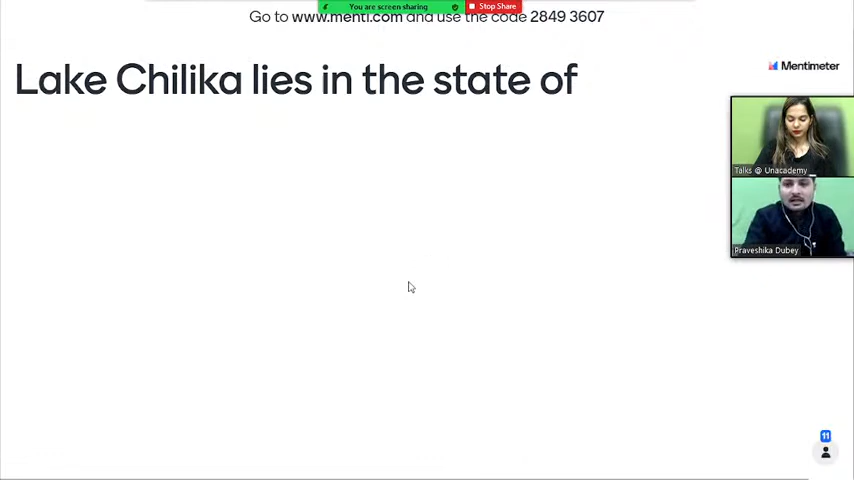 You are screen sharing Stop Share
Go to www.menti.com and use the code 2849 3607
Lake Chilika lies in the state of
Mentimeter
Talks @ Unacademy
Praveshika Dubey
11